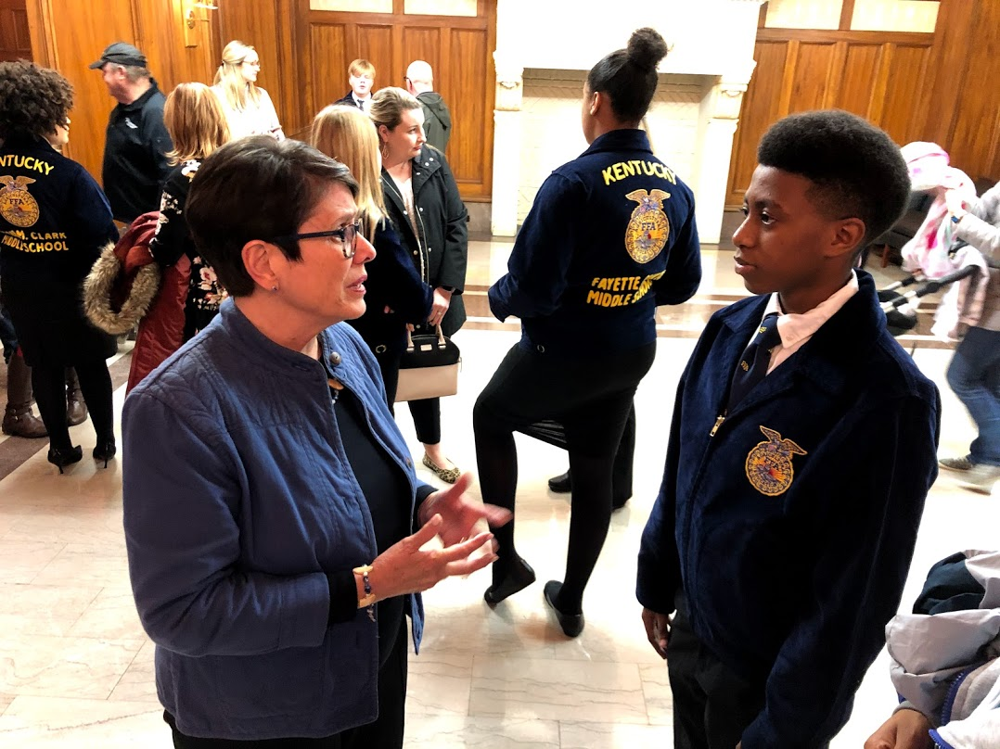 KENTUCKY
FFA
M. CLARK
MIDDLE SCHOOL
KENTUCKY
FFA
FAYETTE
MIDDLE SCHOOL
FFA